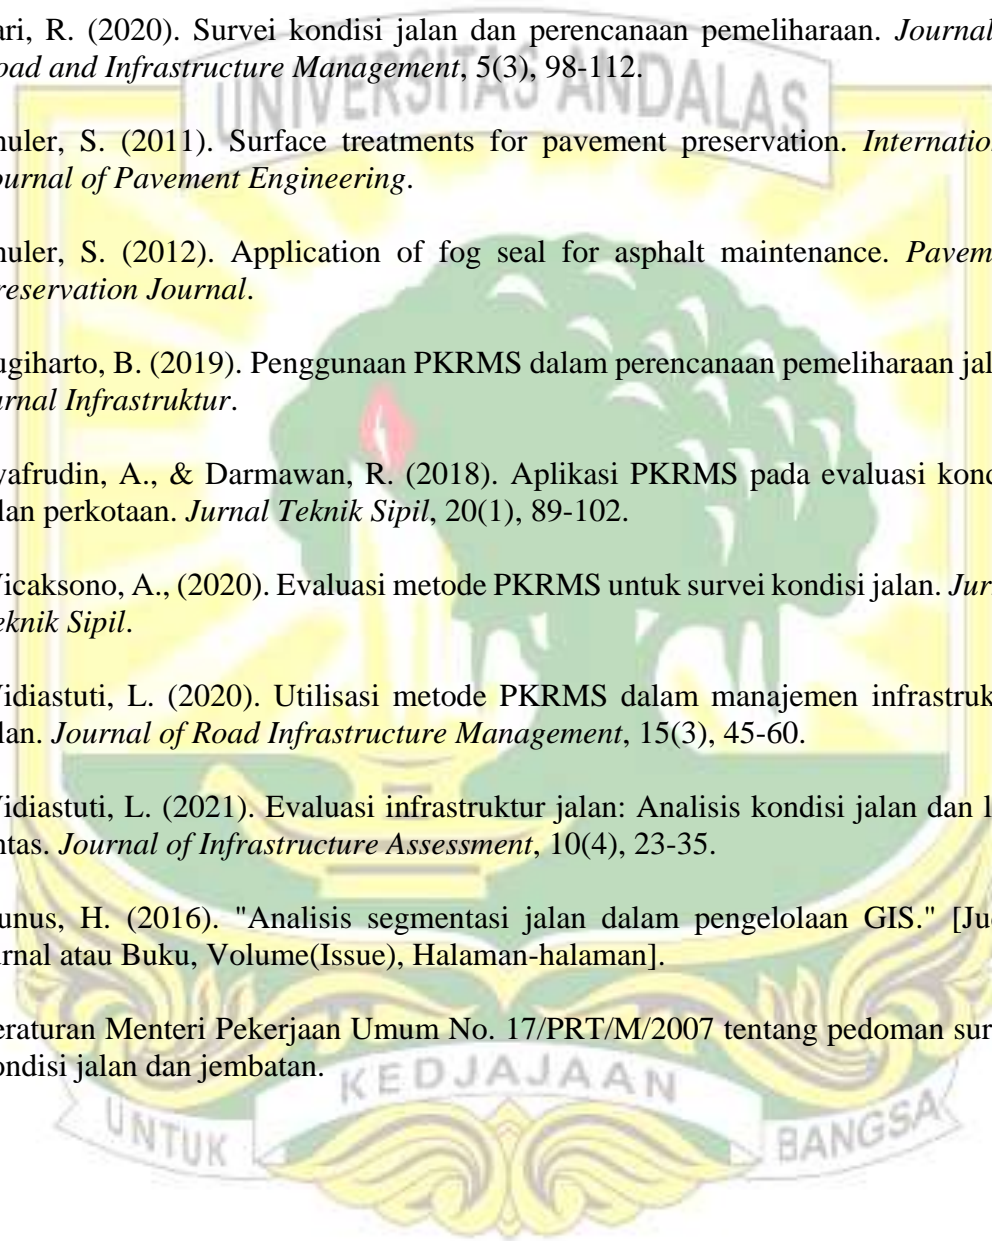 ari, R. (2020). Survei kondisi jalan dan perencanaan pemeliharaan. Journal
oad and Infrastructure Management, 5(3), 98-112.
UNIVERSITAS ANDALAS
huler, S. (2011). Surface treatments for pavement preservation. Internation
ournal of Pavement Engineering.
huler, S. (2012). Application of fog seal for asphalt maintenance. Pavem
reservation Journal.
ugiharto, B. (2019). Penggunaan PKRMS dalam perencanaan pemeliharaan jal
urnal Infrastruktur.
yafrudin, A., & Darmawan, R. (2018). Aplikasi PKRMS pada evaluasi kond
lan perkotaan. Jurnal Teknik Sipil, 20(1), 89-102.
Vicaksono, A., (2020). Evaluasi metode PKRMS untuk survei kondisi jalan. Jur
eknik Sipil.
Vidiastuti, L. (2020). Utilisasi metode PKRMS dalam manajemen infrastruk
lan. Journal of Road Infrastructure Management, 15(3), 45-60.
Vidiastuti, L. (2021). Evaluasi infrastruktur jalan: Analisis kondisi jalan dan l
ntas. Journal of Infrastructure Assessment, 10(4), 23-35.
unus, H. (2016). "Analisis segmentasi jalan dalam pengelolaan GIS." [Ju
urnal atau Buku, Volume(Issue), Halaman-halaman].
eraturan Menteri Pekerjaan Umum No. 17/PRT/M/2007 tentang pedoman sur
ondisi jalan dan jembatan.
UNTUK KEDJAJAAN BANGSA